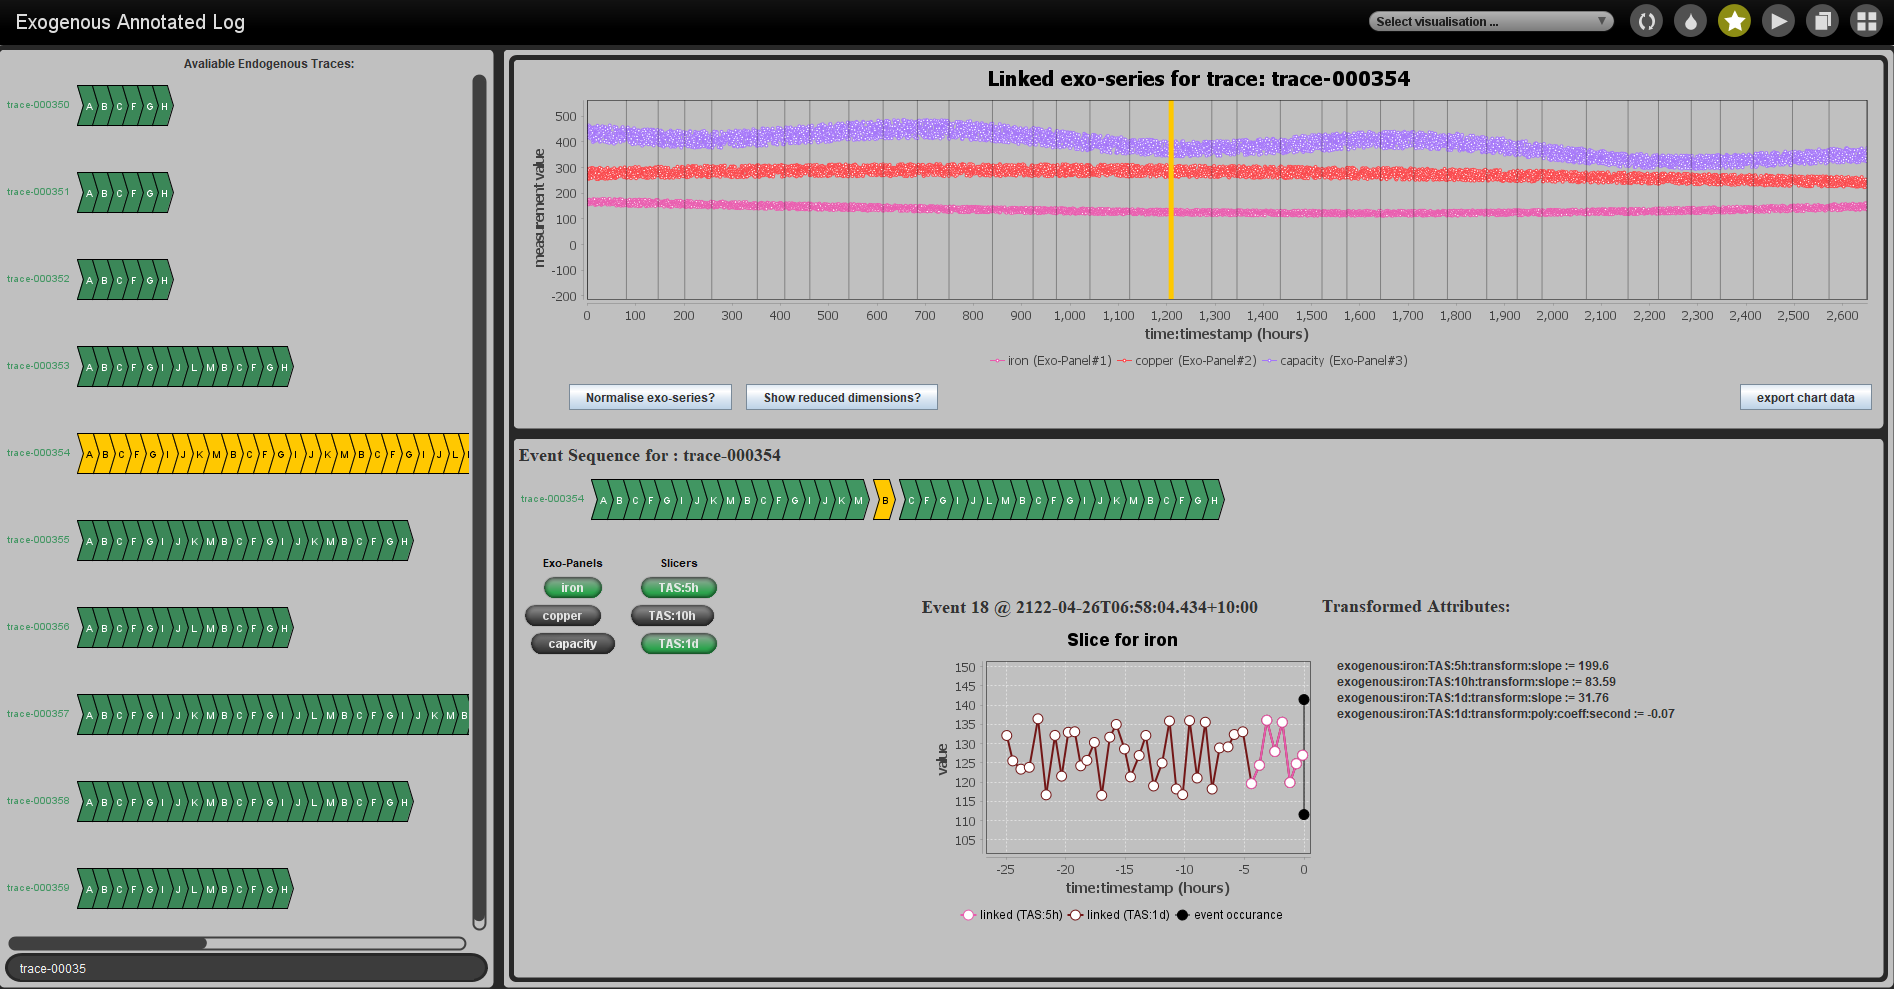 Exogenous Annotated Log
Select visualisation ...
Avaliable Endogenous Traces:
trace-000350 A B C F G H
trace-000351 A B C F G H
trace-000352 A B C F G H
trace-000353 A B C F G I J L M B C F G H
trace-000354 A B C F G I J K M B C F G I J K M B C F G I J L
trace-000355 A B C F G I J K M B C F G I J K M B C F G H
trace-000356 A B C F G I J L M B C F G H
trace-000357 A B C F G I J K M B C F G I J L M B C F G I J K M B
trace-000358 A B C F G I J K M B C F G I J L M B C F G H
trace-000359 A B C F G I J L M B C F G H
trace-00035
Linked exo-series for trace: trace-000354
measurement value
500
400
300
200
100
0
-100
-200
0 100 200 300 400 500 600 700 800 900 1,000 1,100 1,200 1,300 1,400 1,500 1,600 1,700 1,800 1,900 2,000 2,100 2,200 2,300 2,400 2,500 2,600
time:timestamp (hours)
iron (Exo-Panel#1) copper (Exo-Panel#2) capacity (Exo-Panel#3)
Normalise exo-series? Show reduced dimensions? export chart data
Event Sequence for : trace-000354
trace-000354 A B C F G I J K M B C F G I J K M B C F G I J L M B C F G I J K M B C F G H
Exo-Panels Slicers
iron TAS:5h
copper TAS:10h
capacity TAS:1d
Event 18 @ 2122-04-26T06:58:04.434+10:00
Slice for iron
value
150
145
140
135
130
125
120
115
110
105
-25 -20 -15 -10 -5 0
time:timestamp (hours)
linked (TAS:5h) linked (TAS:1d) event occurance
Transformed Attributes:
exogenous:iron:TAS:5h:transform:slope := 199.6
exogenous:iron:TAS:10h:transform:slope := 83.59
exogenous:iron:TAS:1d:transform:slope := 31.76
exogenous:iron:TAS:1d:transform:poly:coeff:second := -0.07